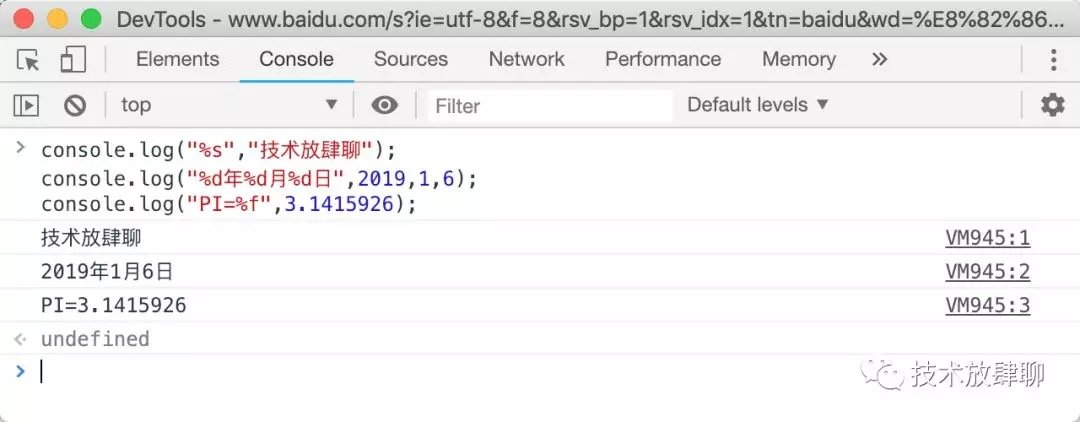 DevTools - www.baidu.com/s?ie=utf-8&f=8&rsv_bp=1&rsv_idx=1&tn=baidu&wd=%E8%82%86...
Elements Console Sources Network Performance Memory »
top ▼ Filter Default levels ▼
> console.log("%s","技术放肆聊");
console.log("%d年%d月%d日",2019,1,6);
console.log("PI=%f",3.1415926);
技术放肆聊 VM945:1
2019年1月6日 VM945:2
PI=3.1415926 VM945:3
undefined
>
技术放肆聊